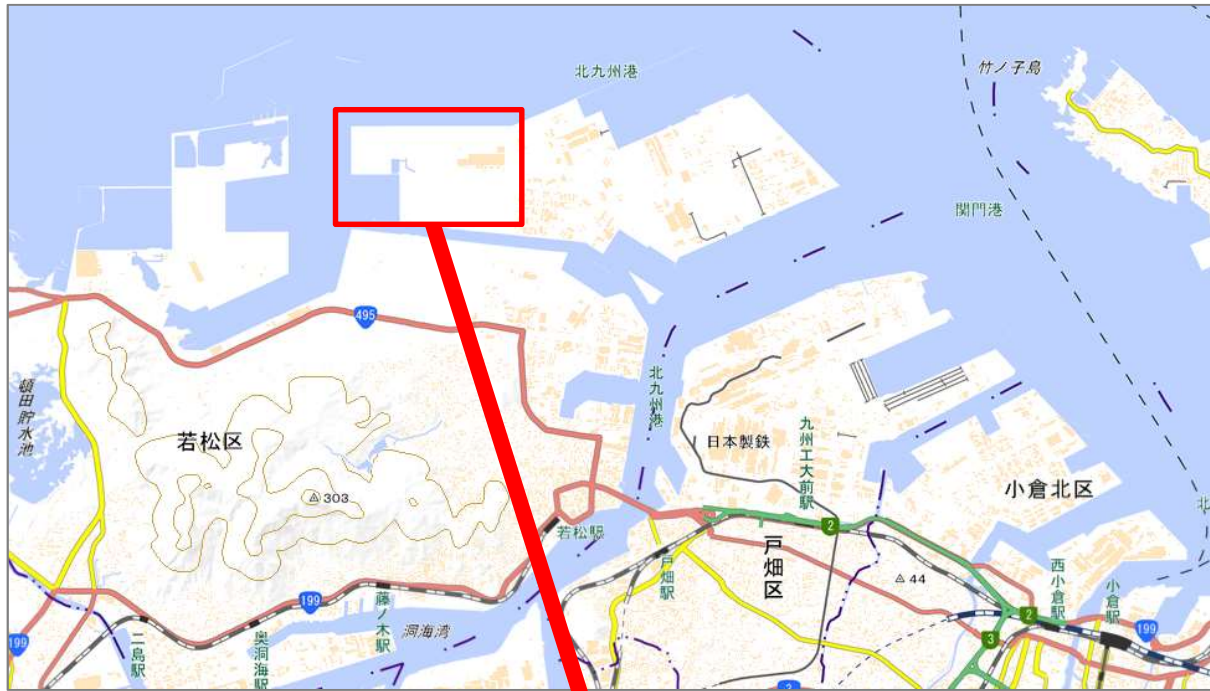 北九州港
竹ノ子島
関門港
495
北九州港
頓田貯水池
若松区
日本製鉄
九州工大前駅
小倉北区
303
若松駅
2
戸畑駅
戸畑区
44
西小倉駅
小倉駅
北
199
藤ノ木駅
199
二島駅
奥洞海駅
洞海湾
2
3
199
3